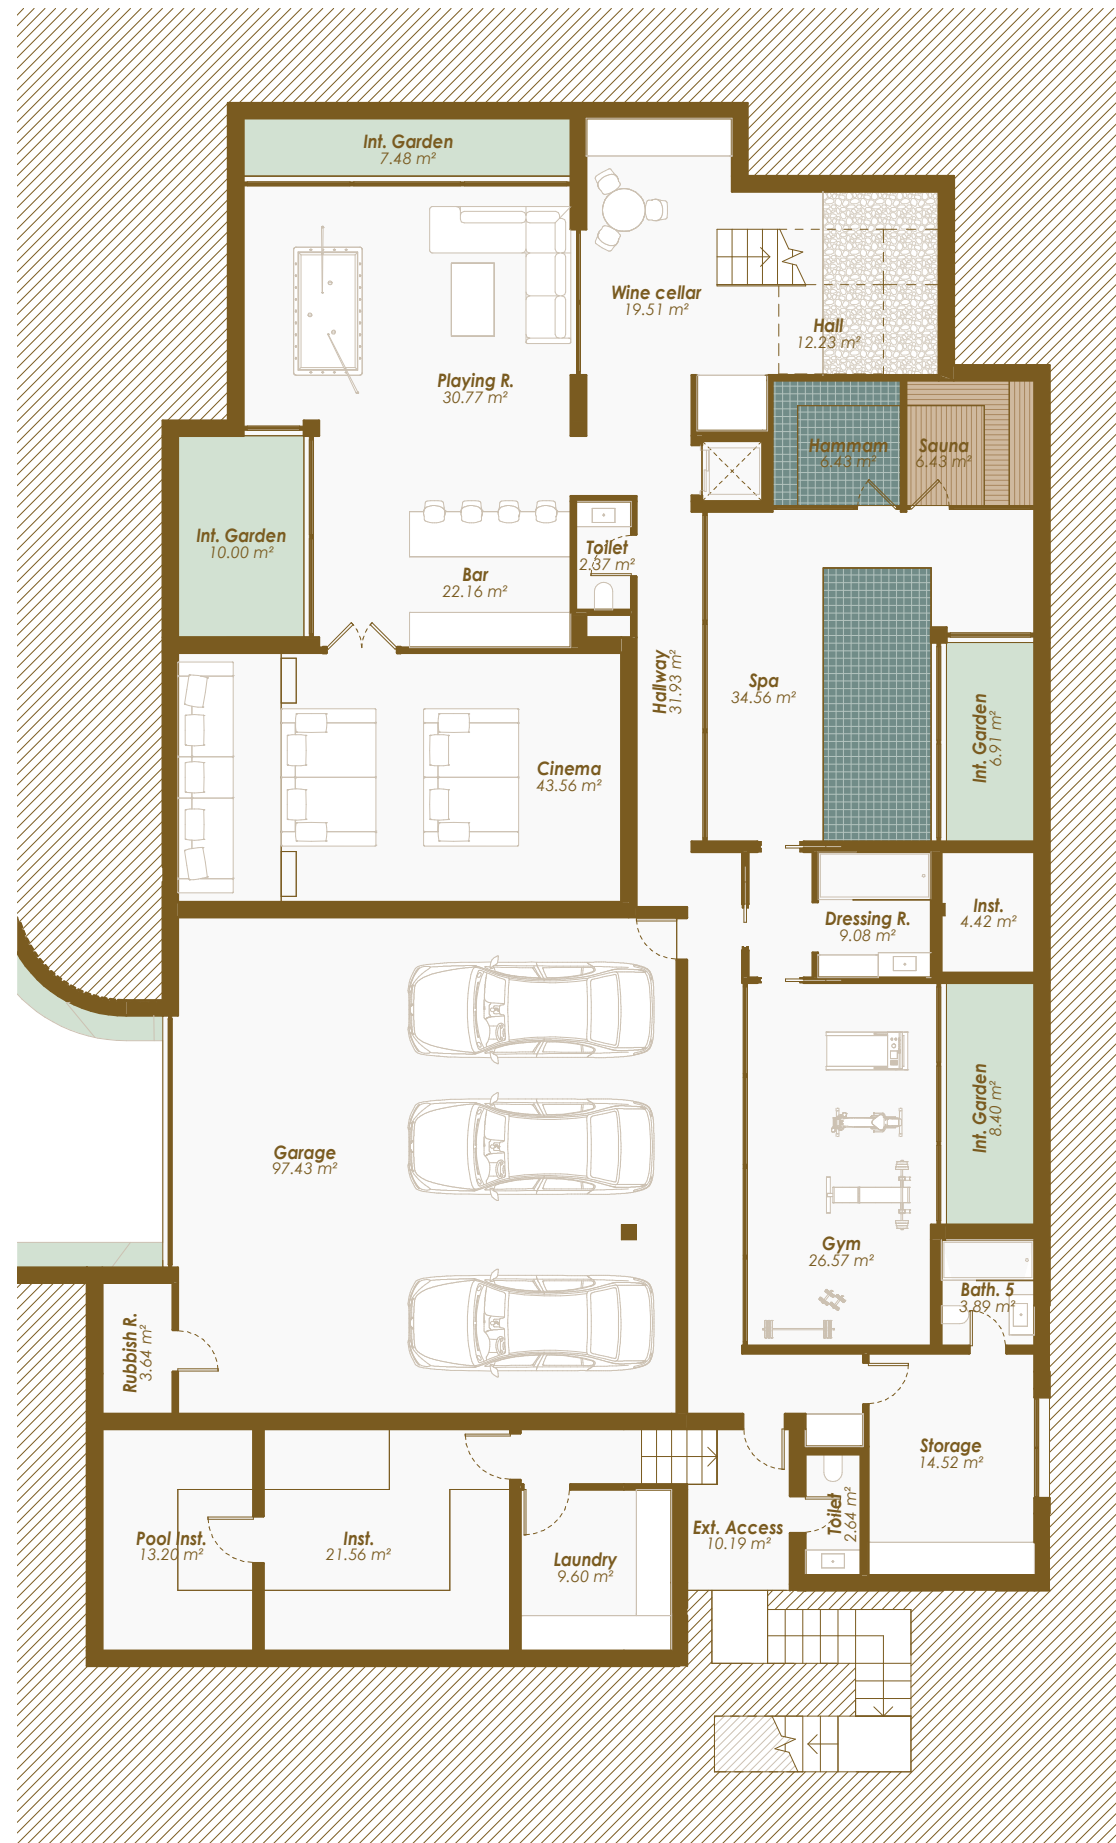 Int. Garden
7.48 m²
Wine cellar
19.51 m²
Hall
12.23 m²
Playing R.
30.77 m²
Hammam
6.43 m²
Sauna
6.43 m²
Int. Garden
10.00 m²
Toilet
2.37 m²
Bar
22.16 m²
Hallway
31.93 m²
Spa
34.56 m²
Int. Garden
6.91 m²
Cinema
43.56 m²
Dressing R.
9.08 m²
Inst.
4.42 m²
Int. Garden
8.40 m²
Garage
97.43 m²
Gym
26.57 m²
Bath. 5
3.89 m²
Rubbish R.
3.64 m²
Storage
14.52 m²
Pool Inst.
13.20 m²
Inst.
21.56 m²
Laundry
9.60 m²
Ext. Access
10.19 m²
Toilet
2.64 m²